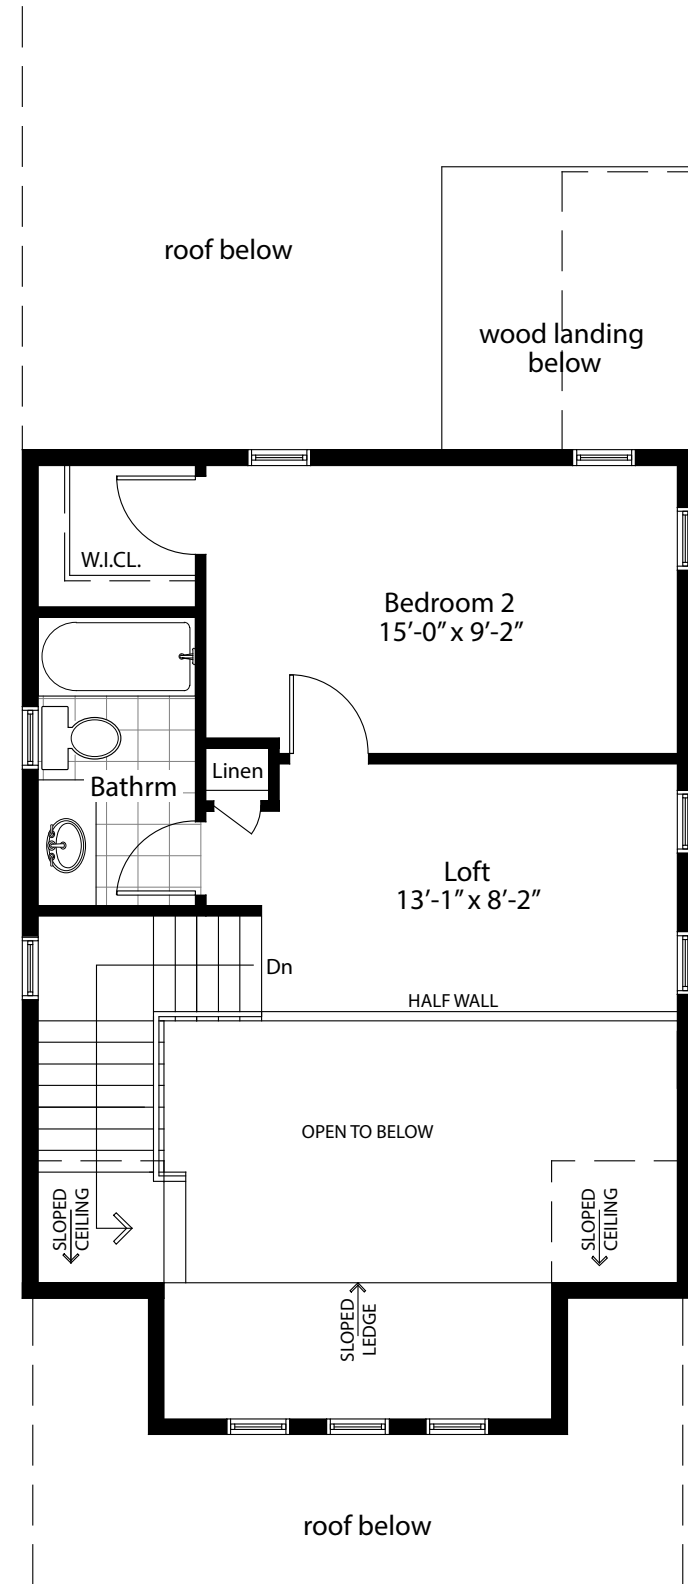 roof below
wood landing
below
W.I.CL.
Bedroom 2
15’-0” x 9’-2”
Linen
Bathrm
Loft
13’-1” x 8’-2”
Dn
HALF WALL
OPEN TO BELOW
SLOPED
CEILING
SLOPED
CEILING
SLOPED
LEDGE
roof below